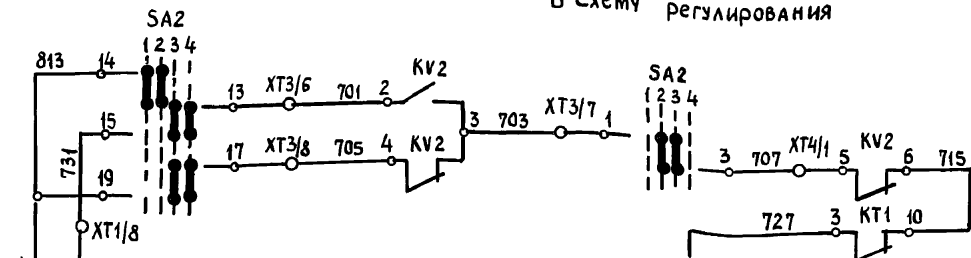 в схему регулирования
SA2
1 2 3 4
813
14
13
XT3/6
701
2
KV2
15
731
17
XT3/8
705
4
KV2
3
703
XT3/7
1
19
XT1/8
SA2
1 2 3 4
3
707
XT4/1
5
KV2
6
715
727
3
KT1
10